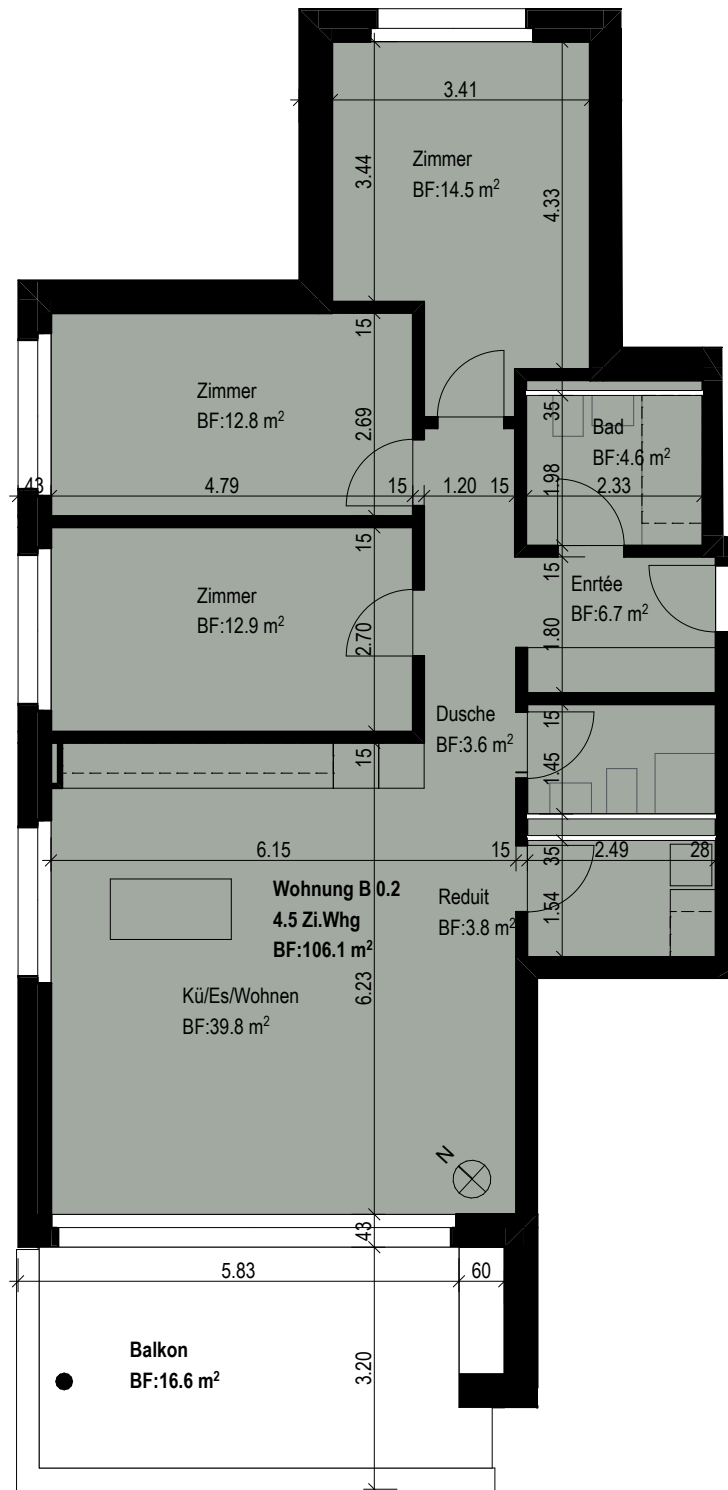 3.41
3.44
Zimmer
BF:14.5 m²
4.33
15
Zimmer
BF:12.8 m²
2.69
35
Bad
BF:4.6 m²
1.98
43
4.79
15
1.20
15
2.33
15
Zimmer
BF:12.9 m²
2.70
15
Enrtée
BF:6.7 m²
1.80
Dusche
BF:3.6 m²
15
15
1.45
6.15
15
35
2.49
28
Wohnung B 0.2
4.5 Zi.Whg
BF:106.1 m²
Reduit
BF:3.8 m²
1.54
6.23
Kü/Es/Wohnen
BF:39.8 m²
N
43
5.83
60
Balkon
BF:16.6 m²
3.20